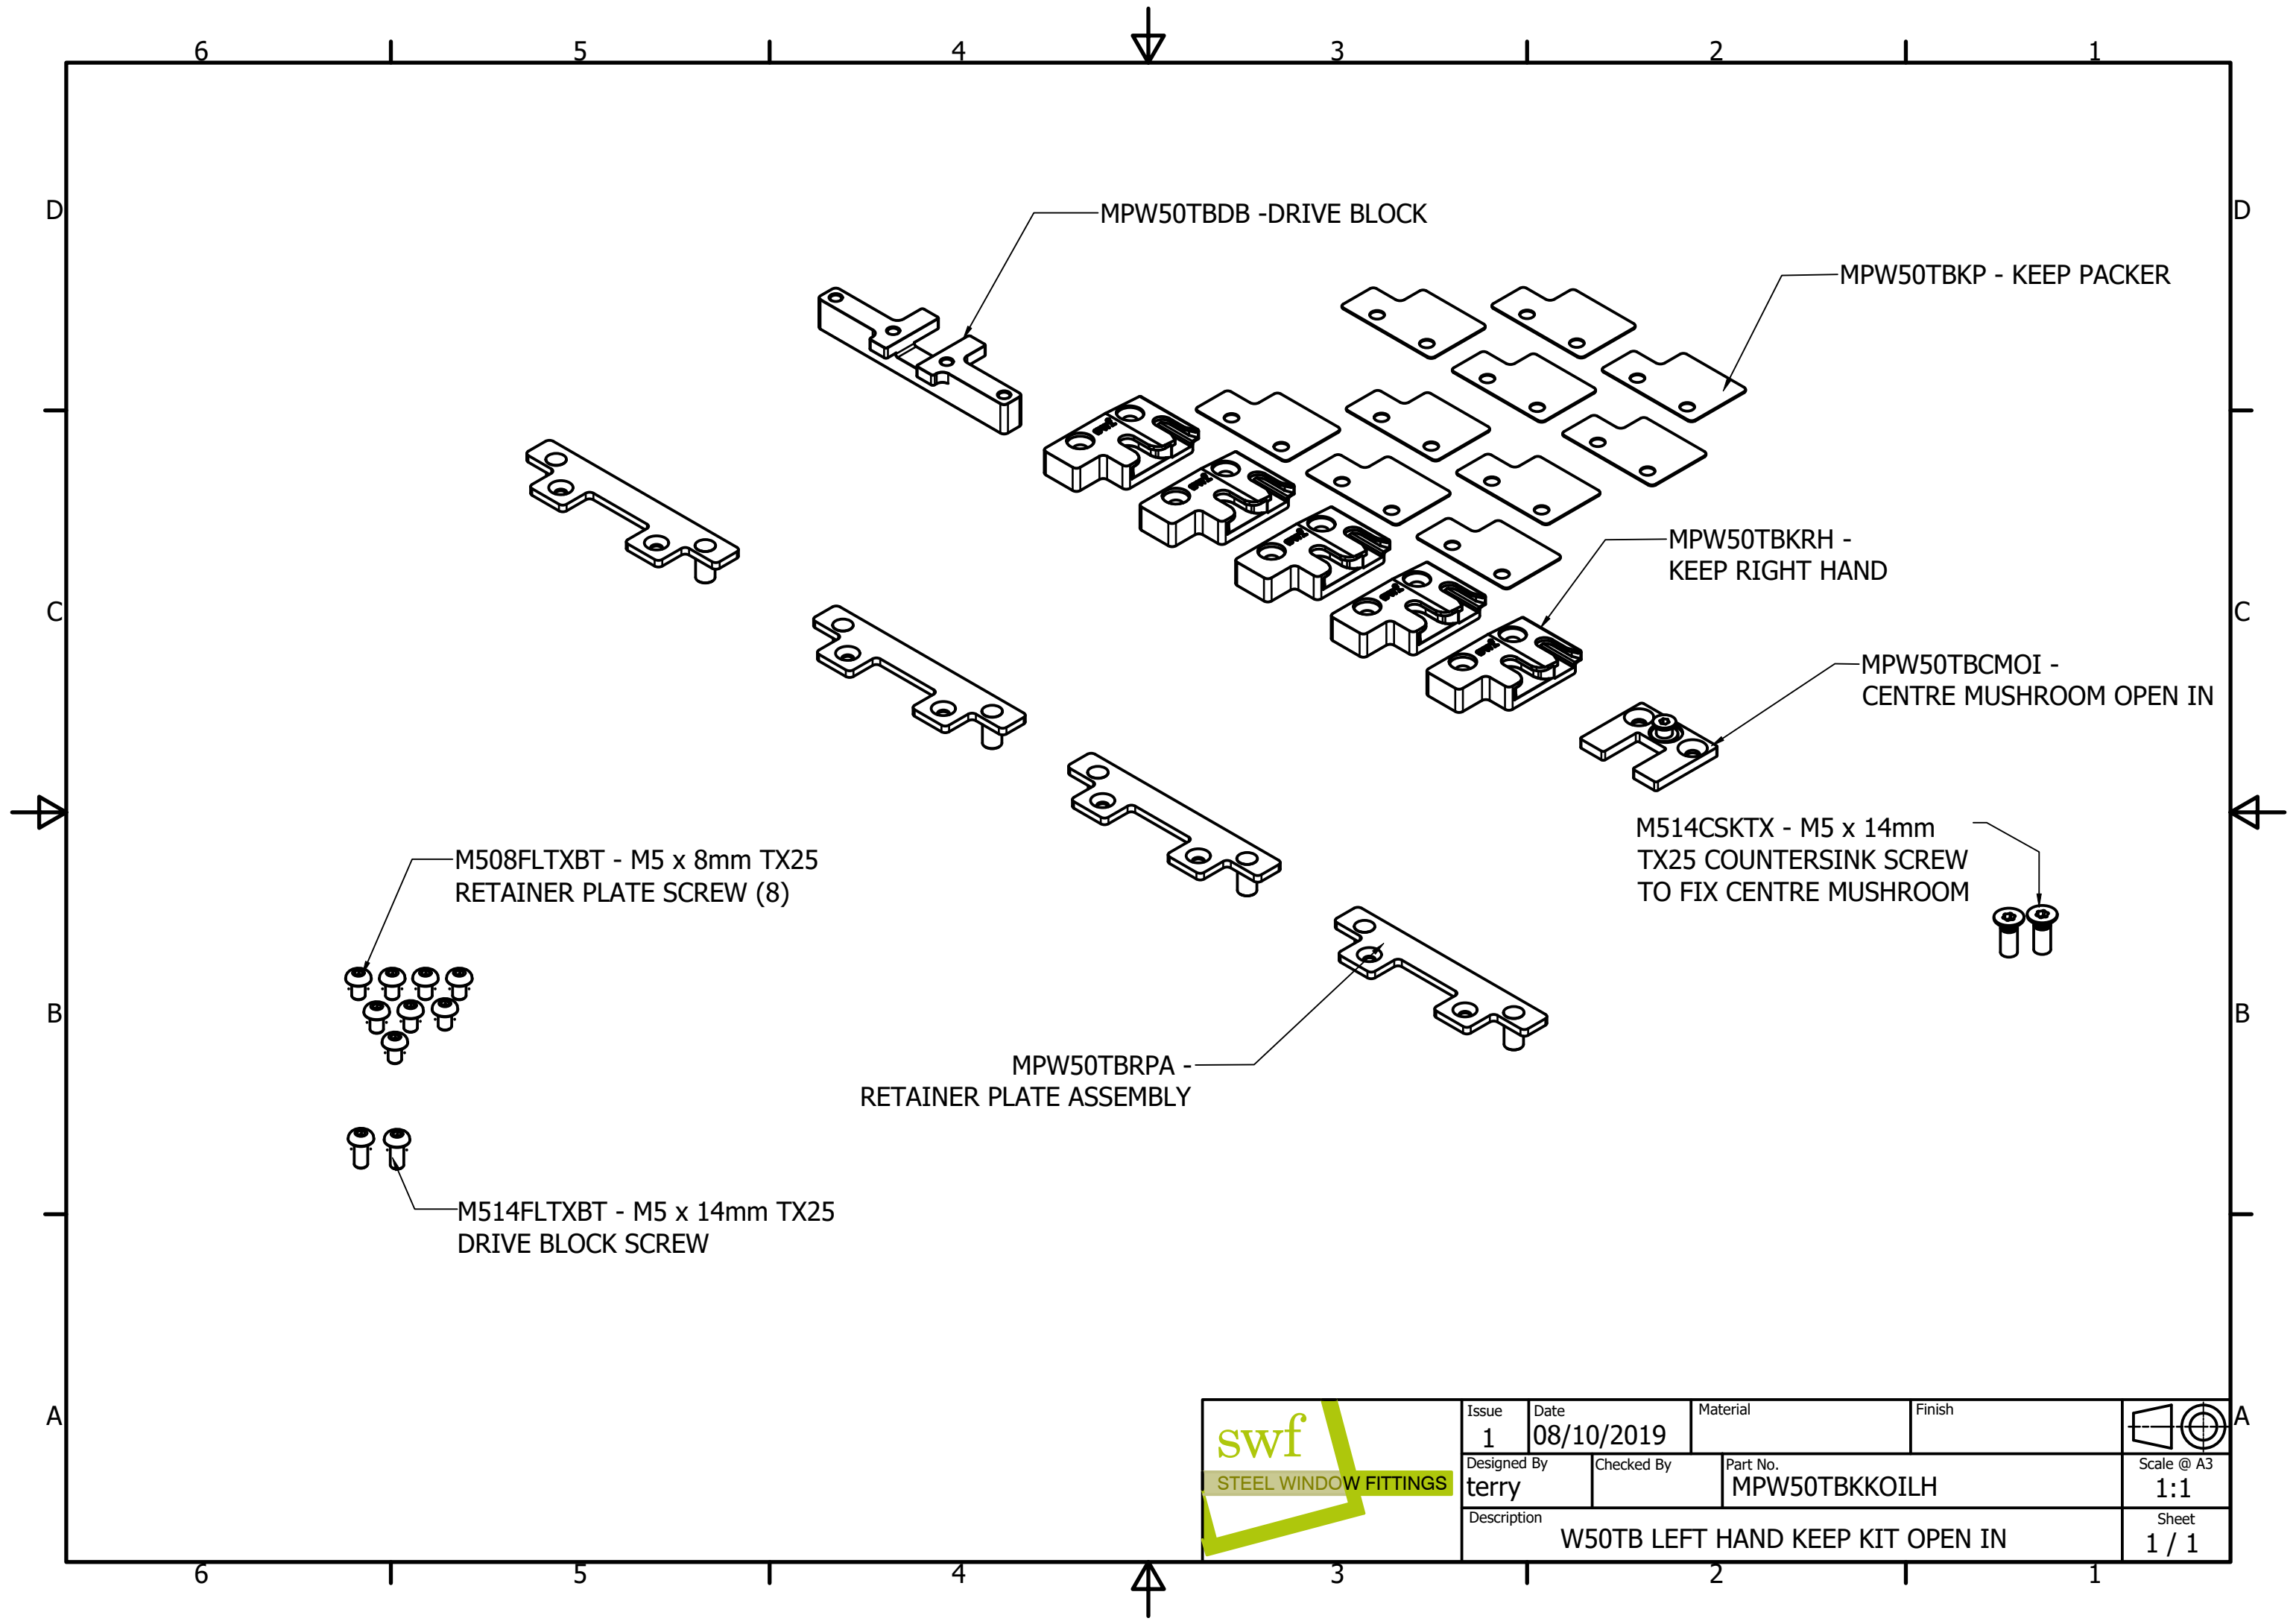 6 5 4 3 2 1
D D
MPW50TBDB -DRIVE BLOCK
MPW50TBKP - KEEP PACKER
MPW50TBKRH -
KEEP RIGHT HAND
C C
MPW50TBCMOI -
CENTRE MUSHROOM OPEN IN
M514CSKTX - M5 x 14mm
TX25 COUNTERSINK SCREW
TO FIX CENTRE MUSHROOM
M508FLTXBT - M5 x 8mm TX25
RETAINER PLATE SCREW (8)
B B
MPW50TBRPA -
RETAINER PLATE ASSEMBLY
M514FLTXBT - M5 x 14mm TX25
DRIVE BLOCK SCREW
A A
swf
STEEL WINDOW FITTINGS
Issue
1
Date
08/10/2019
Material
Finish
Designed By
terry
Checked By
Part No.
MPW50TBKKOILH
Scale @ A3
1:1
Description
W50TB LEFT HAND KEEP KIT OPEN IN
Sheet
1 / 1
6 5 4 3 2 1